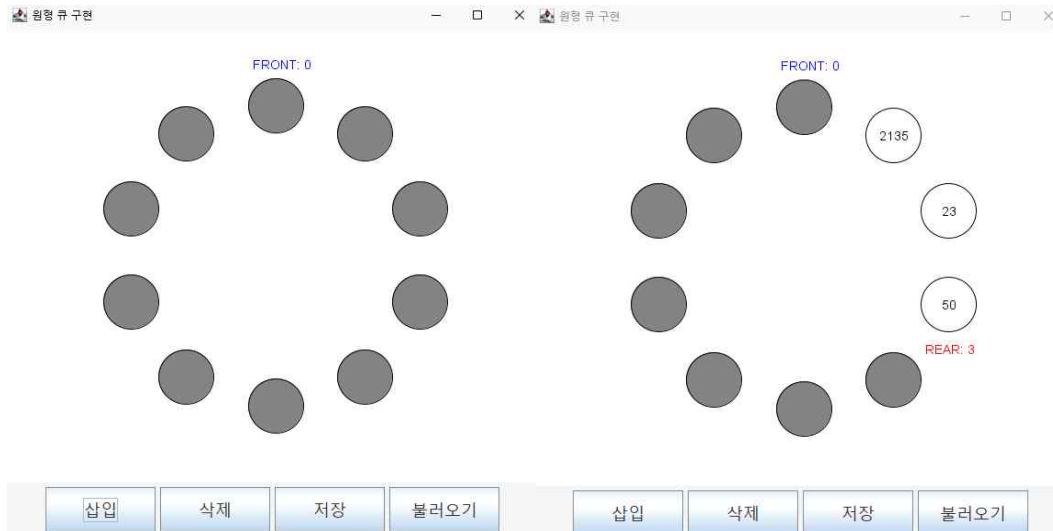 원형 큐 구현
FRONT: 0
삽입
삭제
저장
불러오기
원형 큐 구현
FRONT: 0
2135
23
50
REAR: 3
삽입
삭제
저장
불러오기